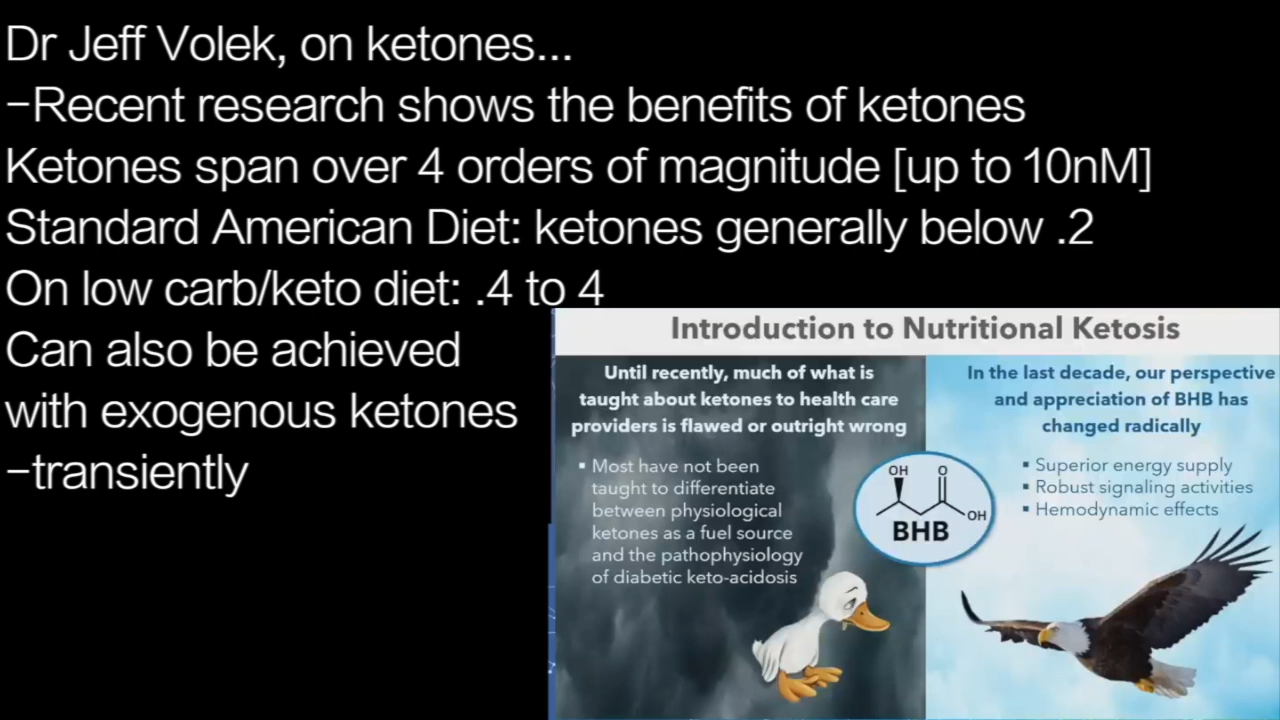 Dr Jeff Volek, on ketones...
-Recent research shows the benefits of ketones
Ketones span over 4 orders of magnitude [up to 10nM]
Standard American Diet: ketones generally below .2
On low carb/keto diet: .4 to 4
Can also be achieved
with exogenous ketones
-transiently
Introduction to Nutritional Ketosis
Until recently, much of what is
taught about ketones to health care
providers is flawed or outright wrong
▪ Most have not been
taught to differentiate
between physiological
ketones as a fuel source
and the pathophysiology
of diabetic keto-acidosis
OH O
OH
BHB
In the last decade, our perspective
and appreciation of BHB has
changed radically
▪ Superior energy supply
▪ Robust signaling activities
▪ Hemodynamic effects